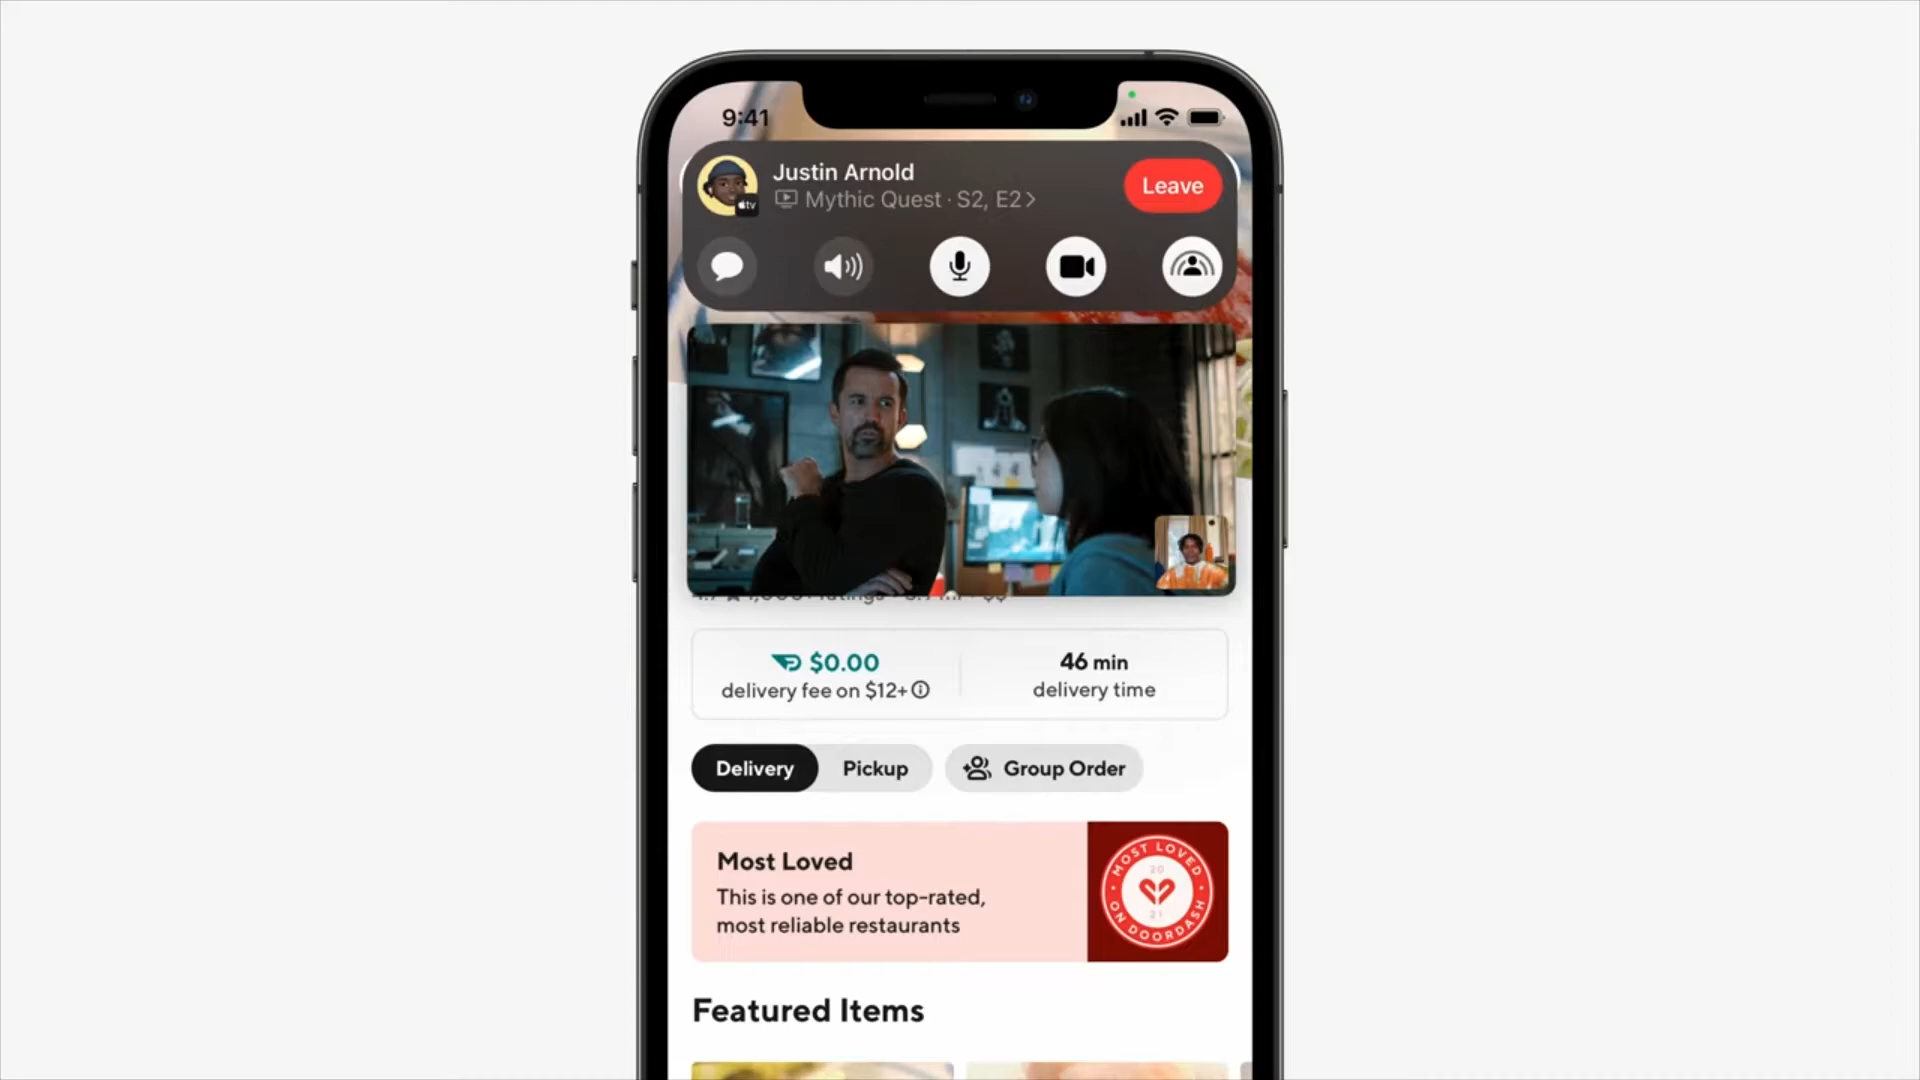 9:41
Justin Arnold
tv
Mythic Quest · S2, E2
Leave
$0.00
delivery fee on $12+
46 min
delivery time
Delivery
Pickup
Group Order
Most Loved
This is one of our top-rated,
most reliable restaurants
MOST LOVED
20
21
ON DOORDASH
Featured Items